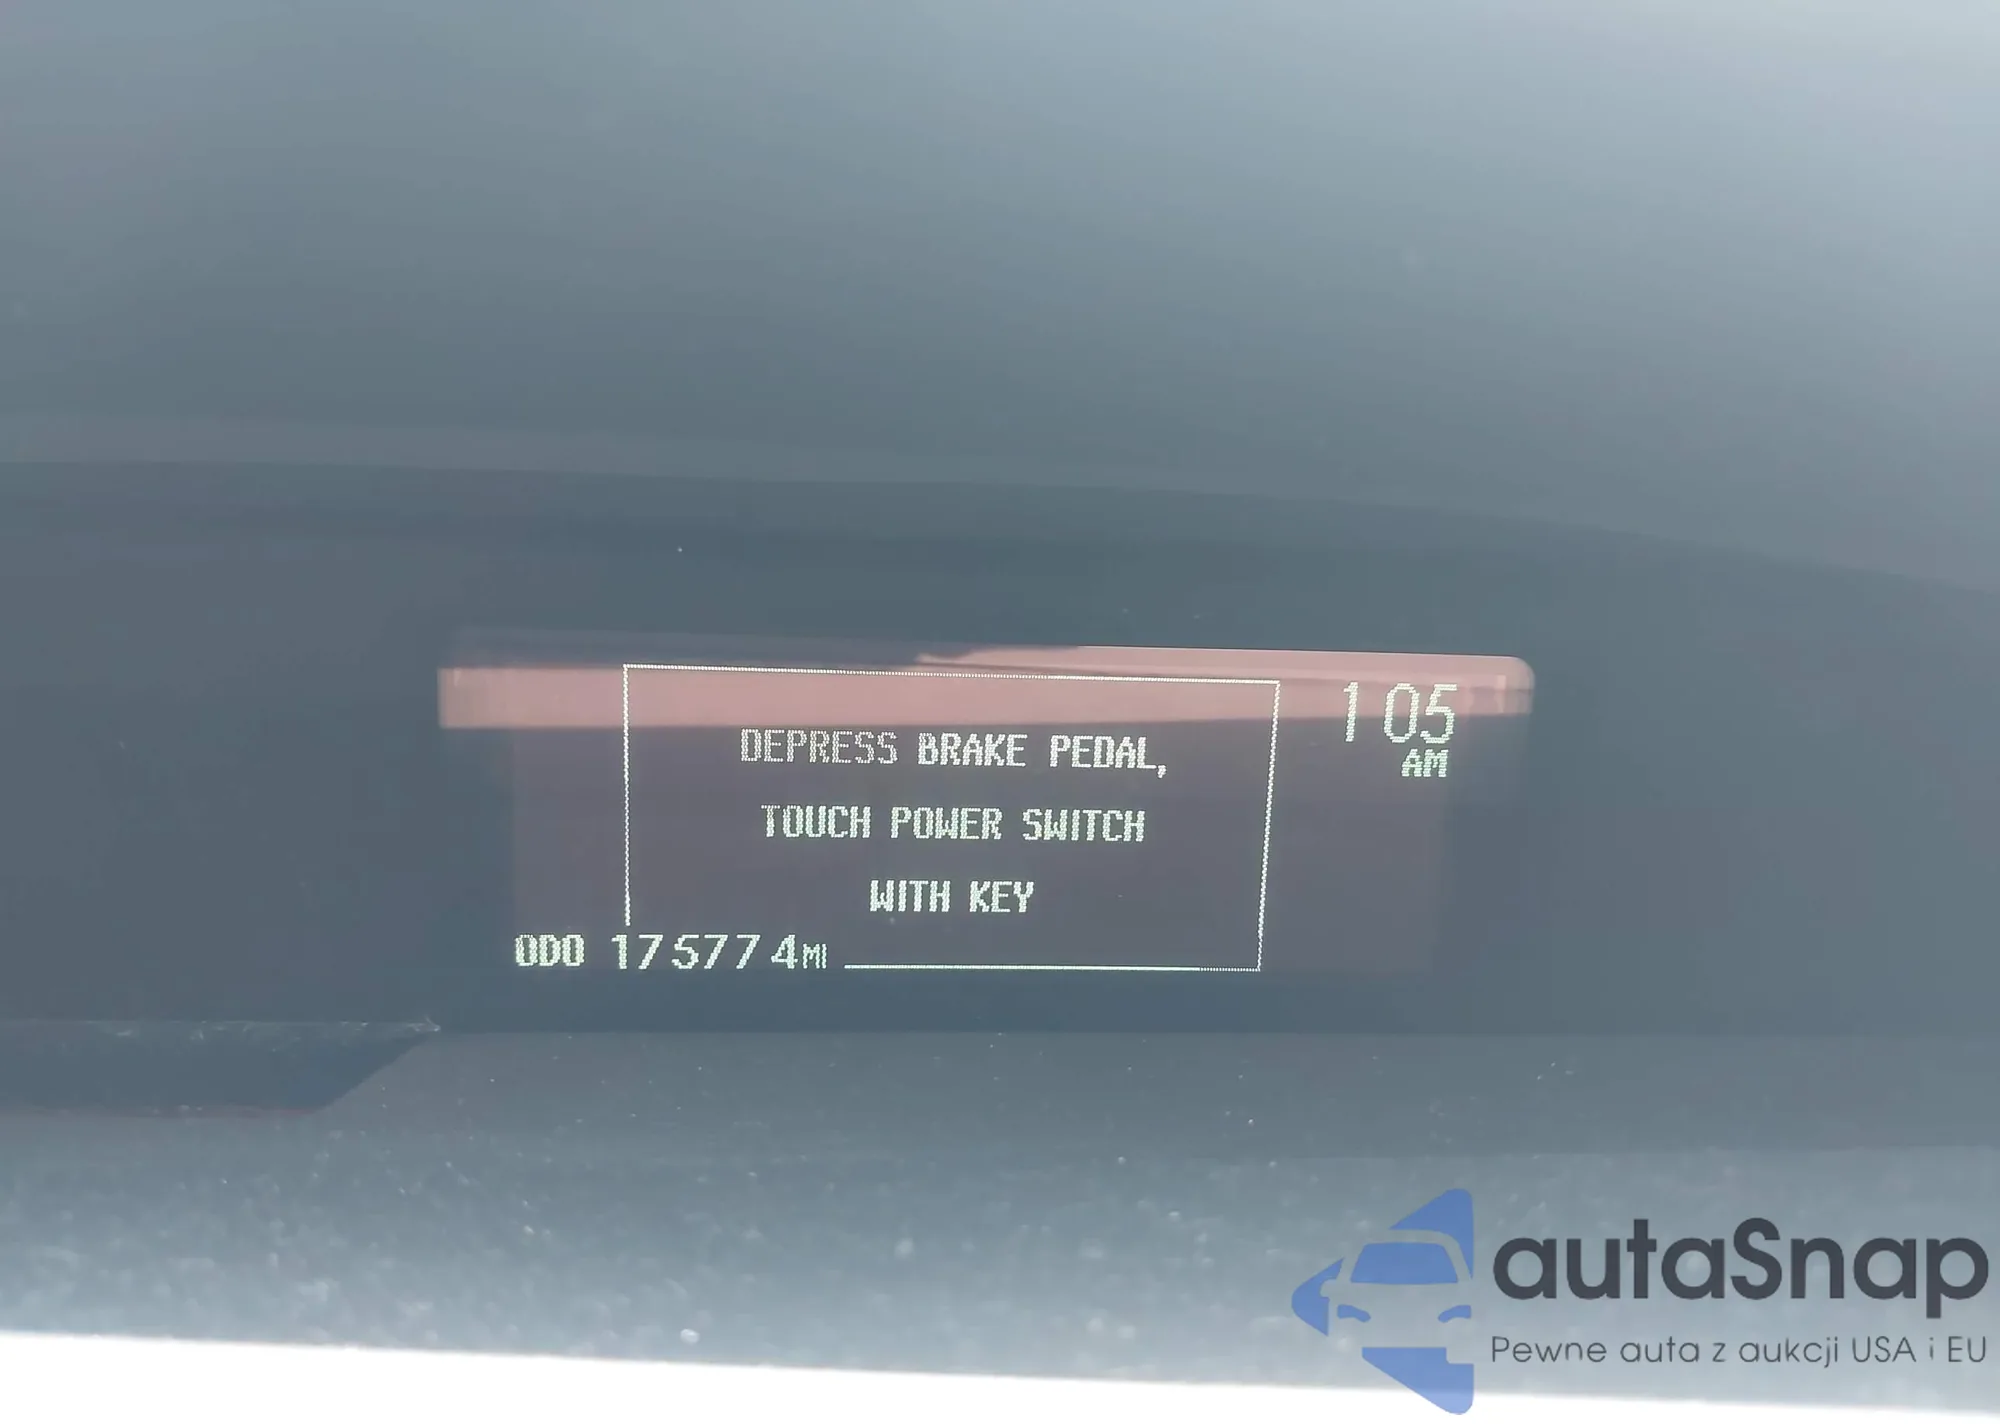 DEPRESS BRAKE PEDAL,
TOUCH POWER SWITCH
WITH KEY
1 05
AM
ODO 175774MI
autaSnap
Pewne auta z aukcji USA i EU